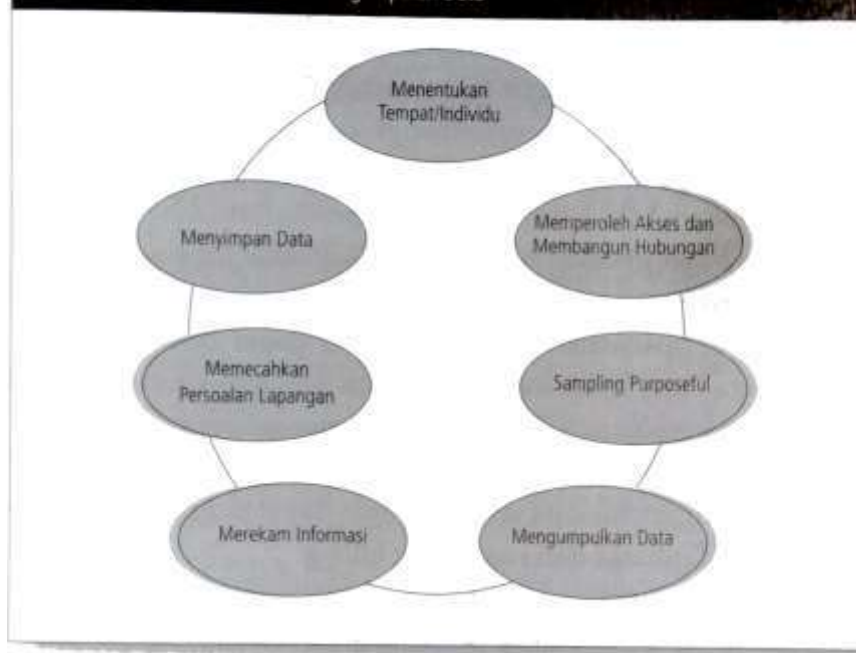 Menentukan
Tempat/Individu
Memperoleh Akses dan
Membangun Hubungan
Sampling Purposeful
Mengumpulkan Data
Merekam Informasi
Memecahkan
Persoalan Lapangan
Menyimpan Data